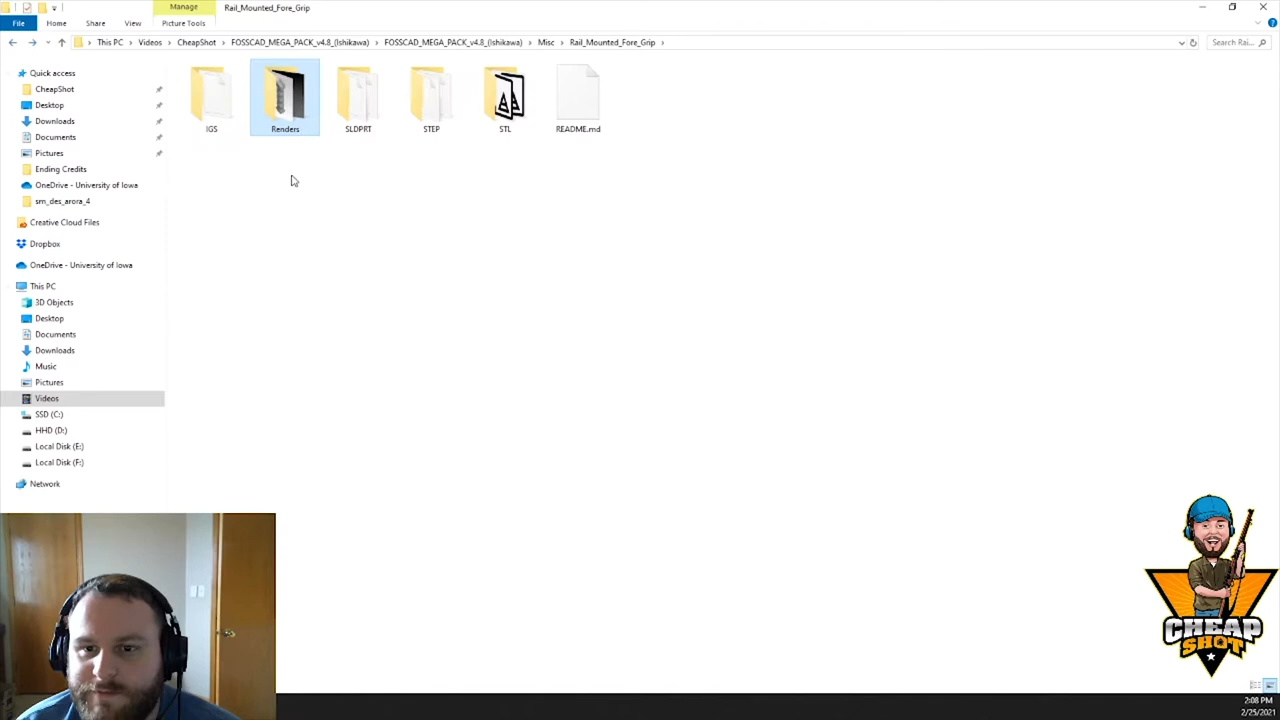 Manage
Rail_Mounted_Fore_Grip
File
Home
Share
View
Picture Tools
This PC
Videos
CheapShot
FOSSCAD_MEGA_PACK_v4.8_(Ishikawa)
FOSSCAD_MEGA_PACK_v4.8_(Ishikawa)
Misc
Rail_Mounted_Fore_Grip
Search Rai...
Quick access
CheapShot
Desktop
Downloads
Documents
Pictures
Ending Credits
OneDrive - University of Iowa
sm_des_arora_4
Creative Cloud Files
Dropbox
OneDrive - University of Iowa
This PC
3D Objects
Desktop
Documents
Downloads
Music
Pictures
Videos
SSD (C:)
HHD (D:)
Local Disk (E:)
Local Disk (F:)
Network
IGS
Renders
SLDPRT
STEP
STL
README.md
CHEAP
SHOT
2:08 PM
2/25/2021